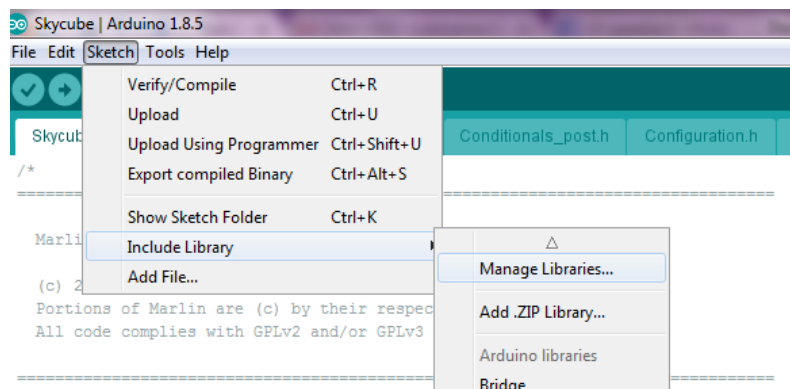 Skycube | Arduino 1.8.5
File Edit Sketch Tools Help
Verify/Compile Ctrl+R
Upload Ctrl+U
Upload Using Programmer Ctrl+Shift+U
Export compiled Binary Ctrl+Alt+S
Show Sketch Folder Ctrl+K
Include Library
Add File...
Manage Libraries...
Add .ZIP Library...
Arduino libraries
Bridge
Skycub Conditionals_post.h Configuration.h
/*
Marli
(c) 2
Portions of Marlin are (c) by their respec
All code complies with GPLv2 and/or GPLv3